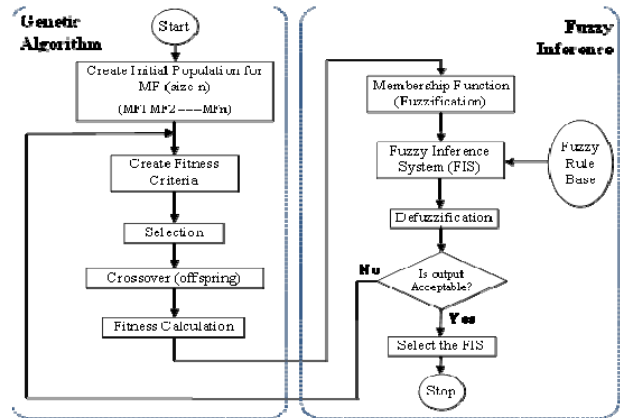 Genetic
Algorithm
Start
Create Initial Population for
MF (size n)
(MF1 MF2 ----MFn)
Create Fitness
Criteria
Selection
Crossover (offspring)
Fitness Calculation
Fuzzy
Inference
Membership Function
(Fuzzification)
Fuzzy Inference
System (FIS)
Fuzzy
Rule
Base
Defuzzification
Is output
Acceptable?
No
Yes
Select the FIS
Stop